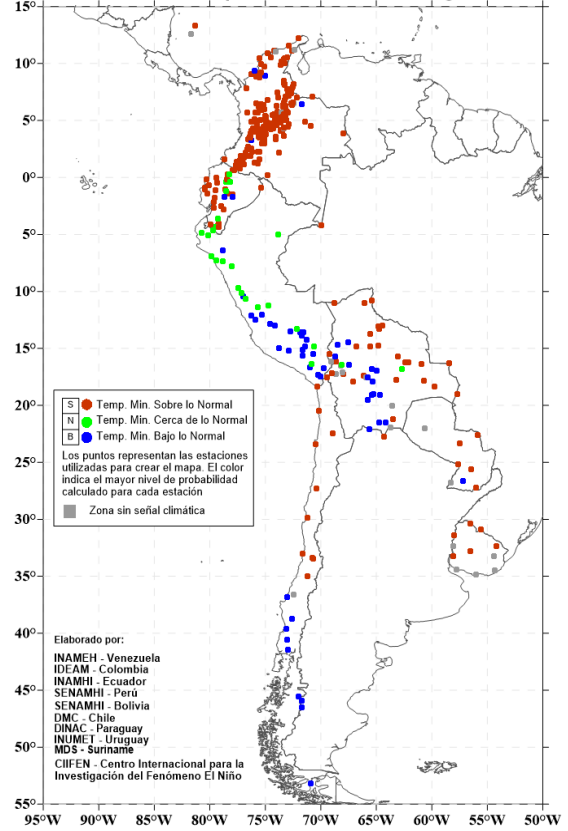 15°
10°
5°
0°
5°
10°
15°
20°
25°
30°
35°
40°
45°
50°
55°
95°W 90°W 85°W 80°W 75°W 70°W 65°W 60°W 55°W 50°W
S Temp. Min. Sobre lo Normal
N Temp. Min. Cerca de lo Normal
B Temp. Min. Bajo lo Normal
Los puntos representan las estaciones
utilizadas para crear el mapa. El color
indica el mayor nivel de probabilidad
calculado para cada estación
Zona sin señal climática
Elaborado por:
INAMEH - Venezuela
IDEAM - Colombia
INAMHI - Ecuador
SENAMHI - Perú
SENAMHI - Bolivia
DMC - Chile
DINAC - Paraguay
INUMET - Uruguay
MDS - Suriname
CIIFEN - Centro Internacional para la
Investigación del Fenómeno El Niño